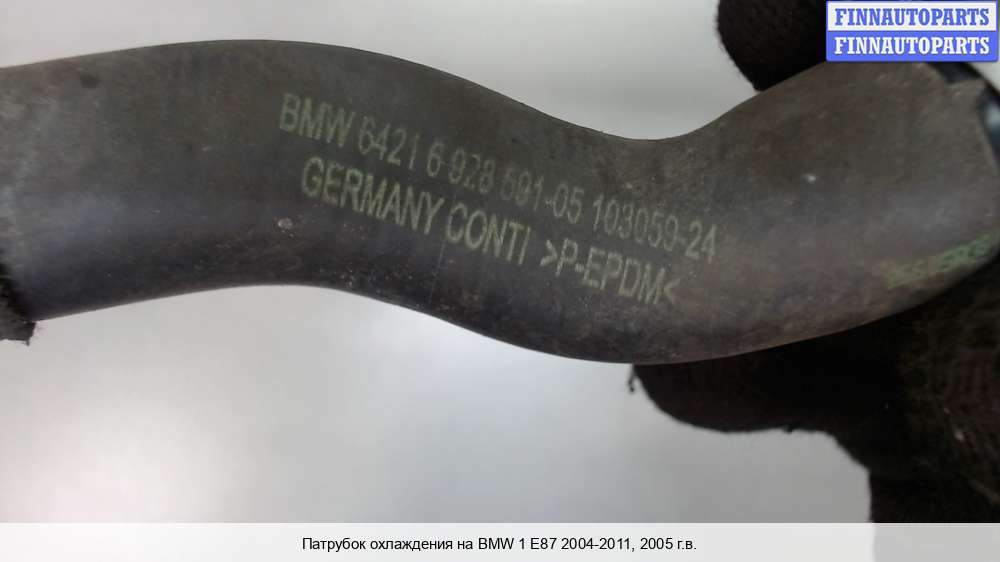 FINNAUTOPARTS
FINNAUTOPARTS
BMW 6421 6 928 591-05 103059-24
GERMANY CONTI >P-EPDM<
Патрубок охлаждения на BMW 1 E87 2004-2011, 2005 г.в.